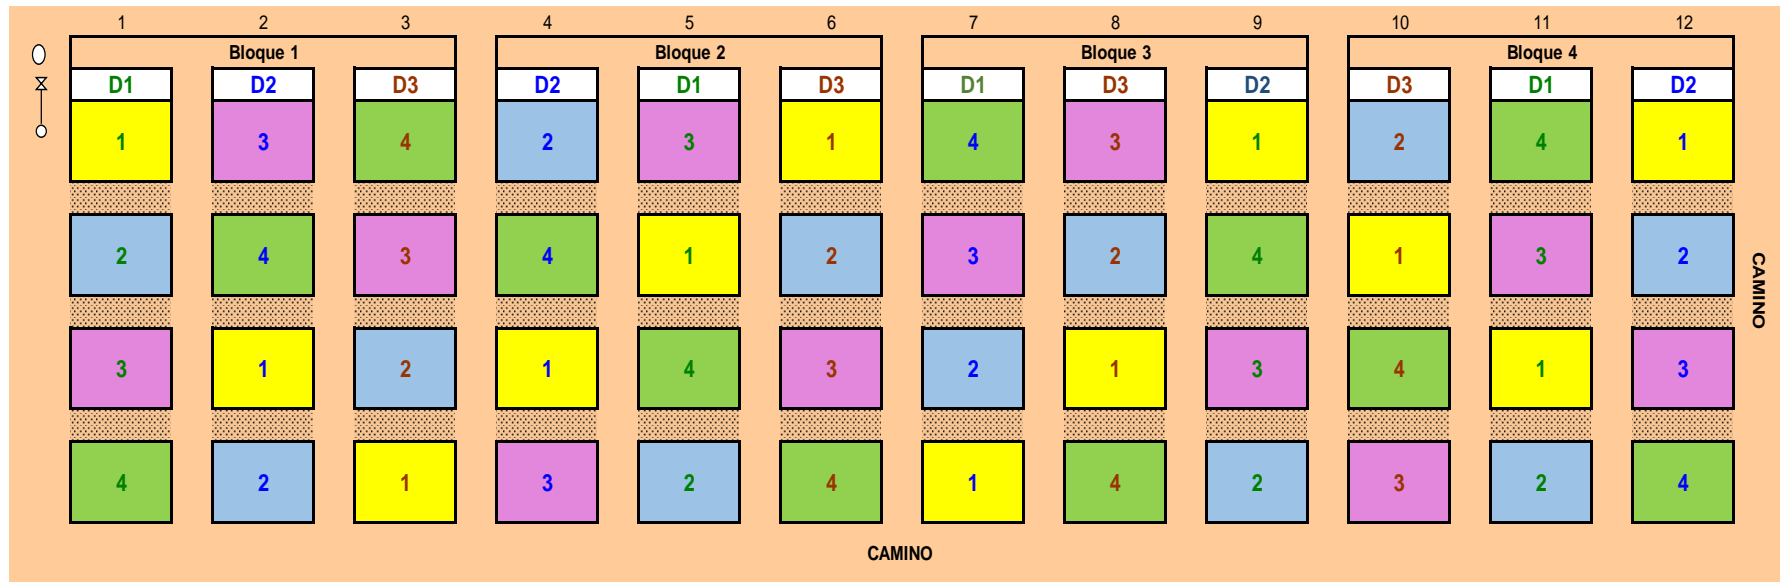 1 2 3 4 5 6 7 8 9 10 11 12
Bloque 1 Bloque 2 Bloque 3 Bloque 4
D1 D2 D3 D2 D1 D3 D1 D3 D2 D3 D1 D2
1 3 4 2 3 1 4 3 1 2 4 1
2 4 3 4 1 2 3 2 4 1 3 2
CAMINO
3 1 2 1 4 3 2 1 3 4 1 3
4 2 1 3 2 4 1 4 2 3 2 4
CAMINO